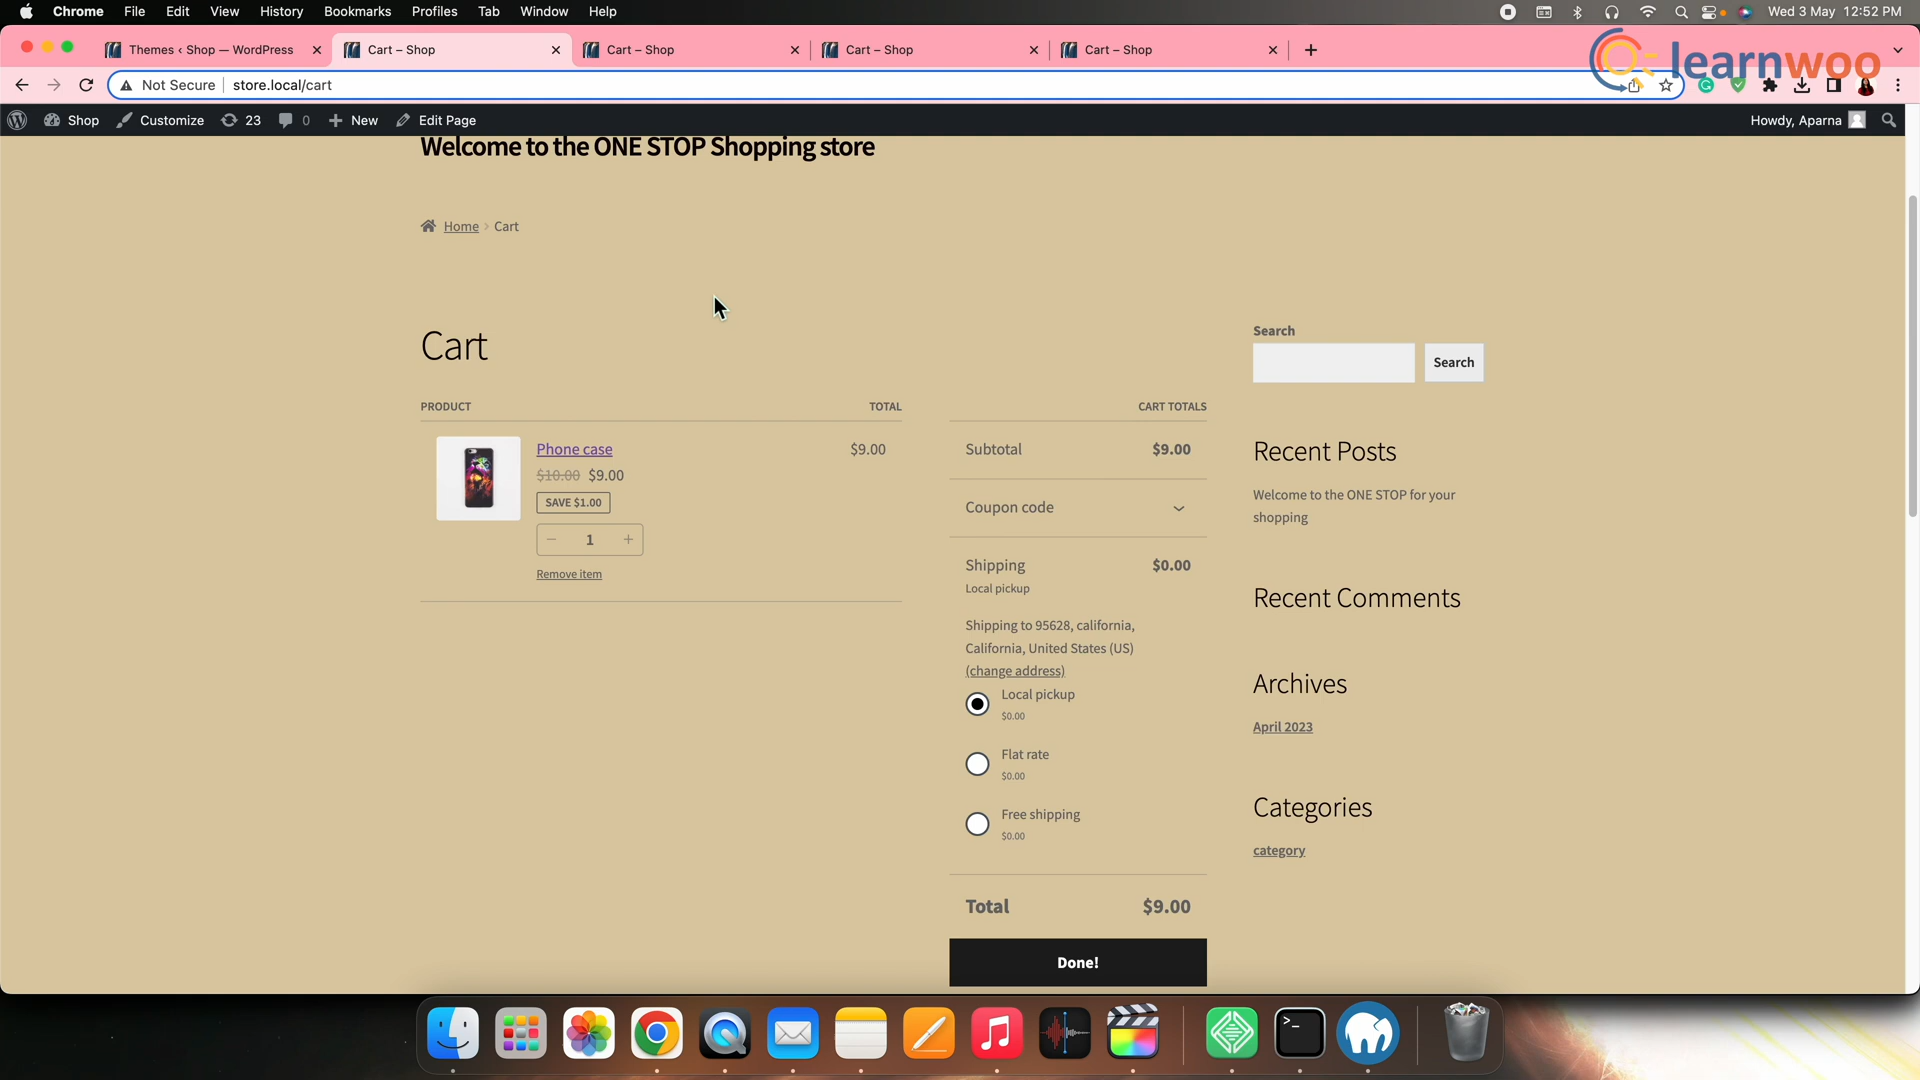 Chrome File Edit View History Bookmarks Profiles Tab Window Help Wed 3 May 12:52 PM
Themes ‹ Shop — WordPress Cart – Shop Cart – Shop Cart – Shop Cart – Shop
learnwoo
Not Secure store.local/cart
Shop Customize 23 0 New Edit Page Howdy, Aparna
Welcome to the ONE STOP Shopping store
Home Cart
Cart
PRODUCT TOTAL
Phone case $9.00
$10.00 $9.00
SAVE $1.00
− 1 +
Remove item
CART TOTALS
Subtotal $9.00
Coupon code
Shipping $0.00
Local pickup
Shipping to 95628, california,
California, United States (US)
(change address)
Local pickup
$0.00
Flat rate
$0.00
Free shipping
$0.00
Total $9.00
Done!
Search
Search
Recent Posts
Welcome to the ONE STOP for your
shopping
Recent Comments
Archives
April 2023
Categories
category